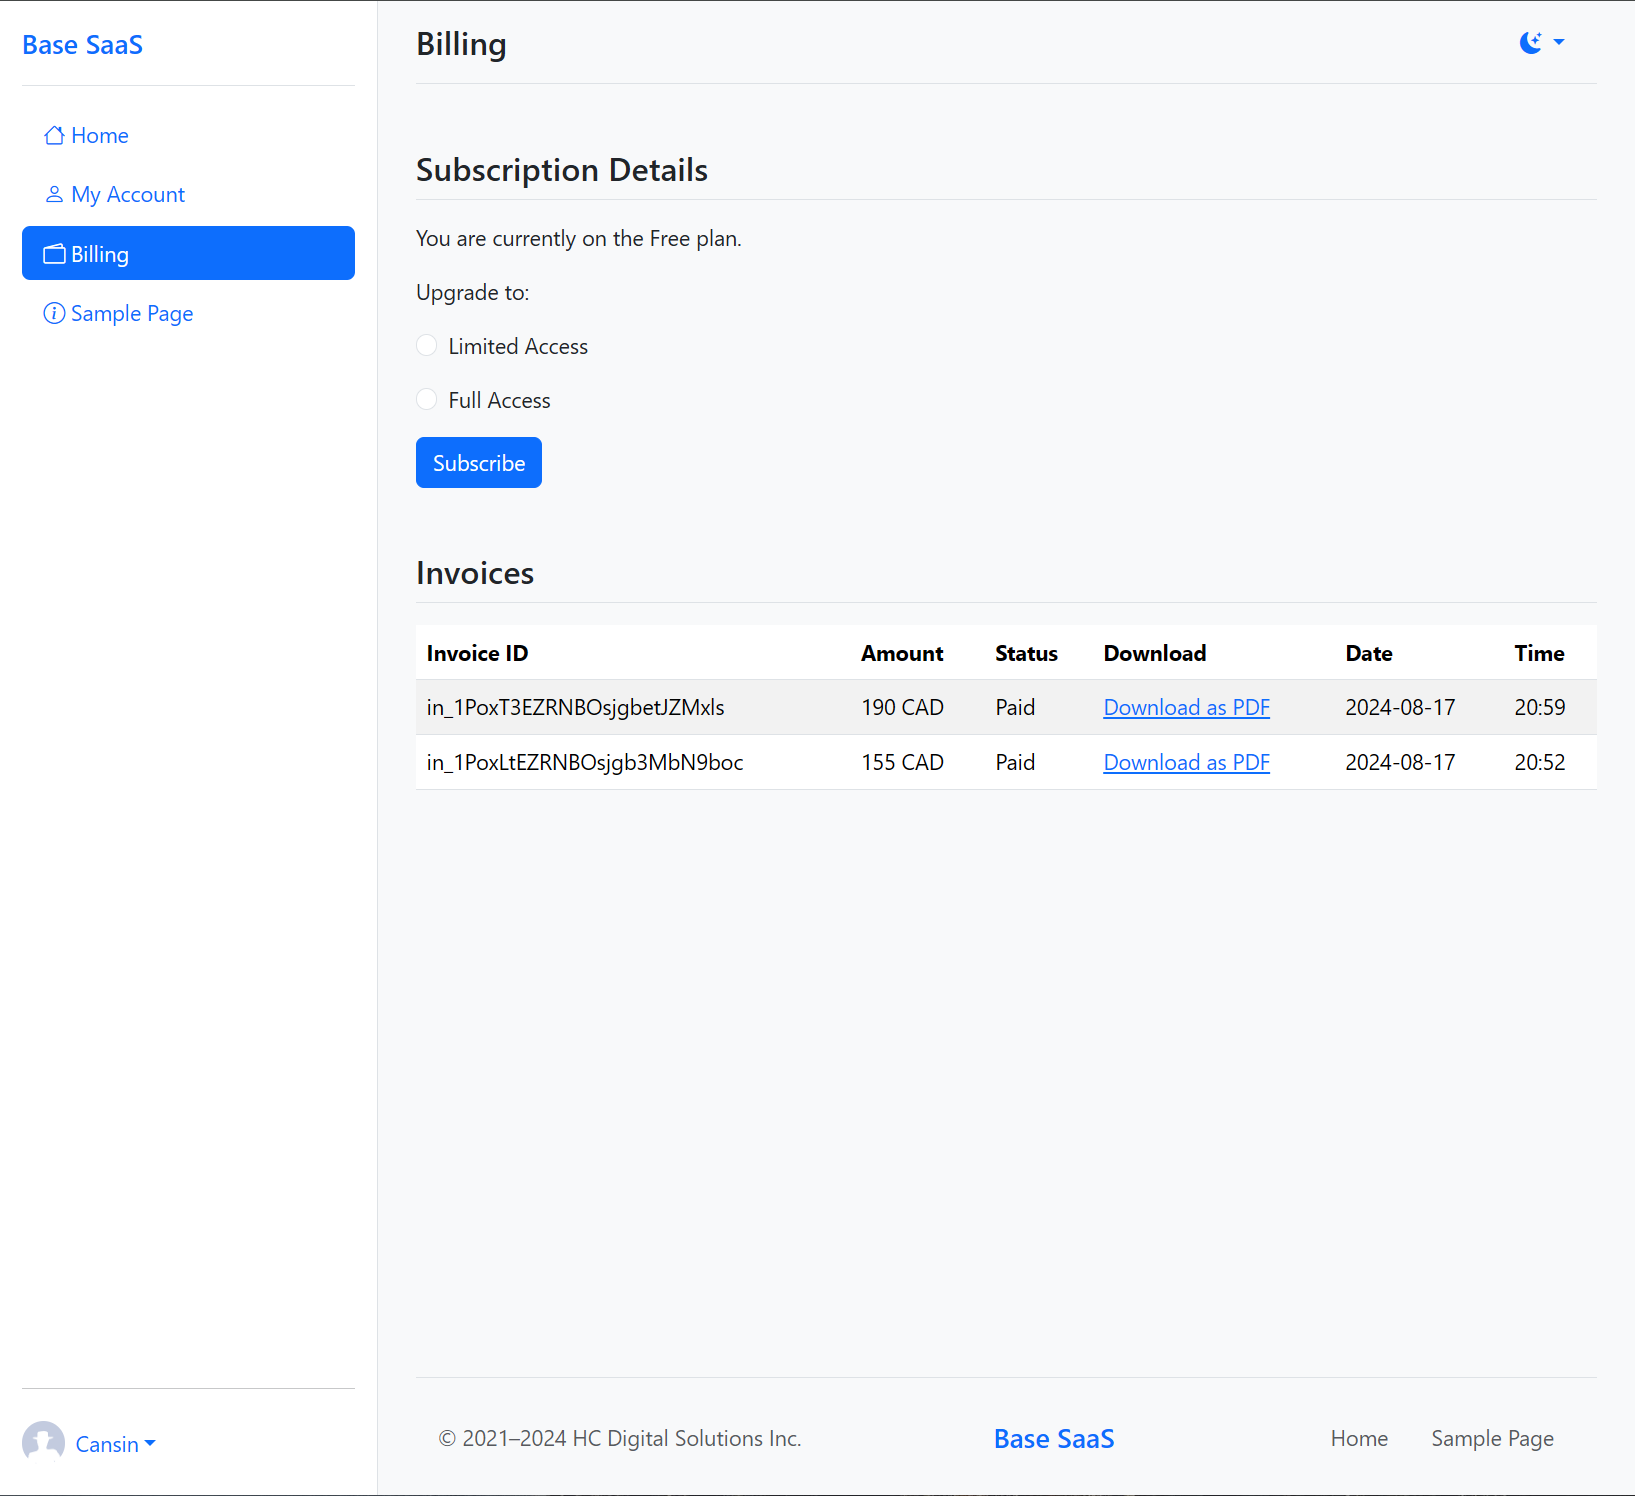 Base SaaS
Home
My Account
Billing
Sample Page
Cansin
Billing
Subscription Details
You are currently on the Free plan.
Upgrade to:
Limited Access
Full Access
Subscribe
Invoices
Invoice ID Amount Status Download Date Time
in_1PoxT3EZRNBOsjgbetJZMxls 190 CAD Paid Download as PDF 2024-08-17 20:59
in_1PoxLtEZRNBOsjgb3MbN9boc 155 CAD Paid Download as PDF 2024-08-17 20:52
© 2021–2024 HC Digital Solutions Inc. Base SaaS Home Sample Page